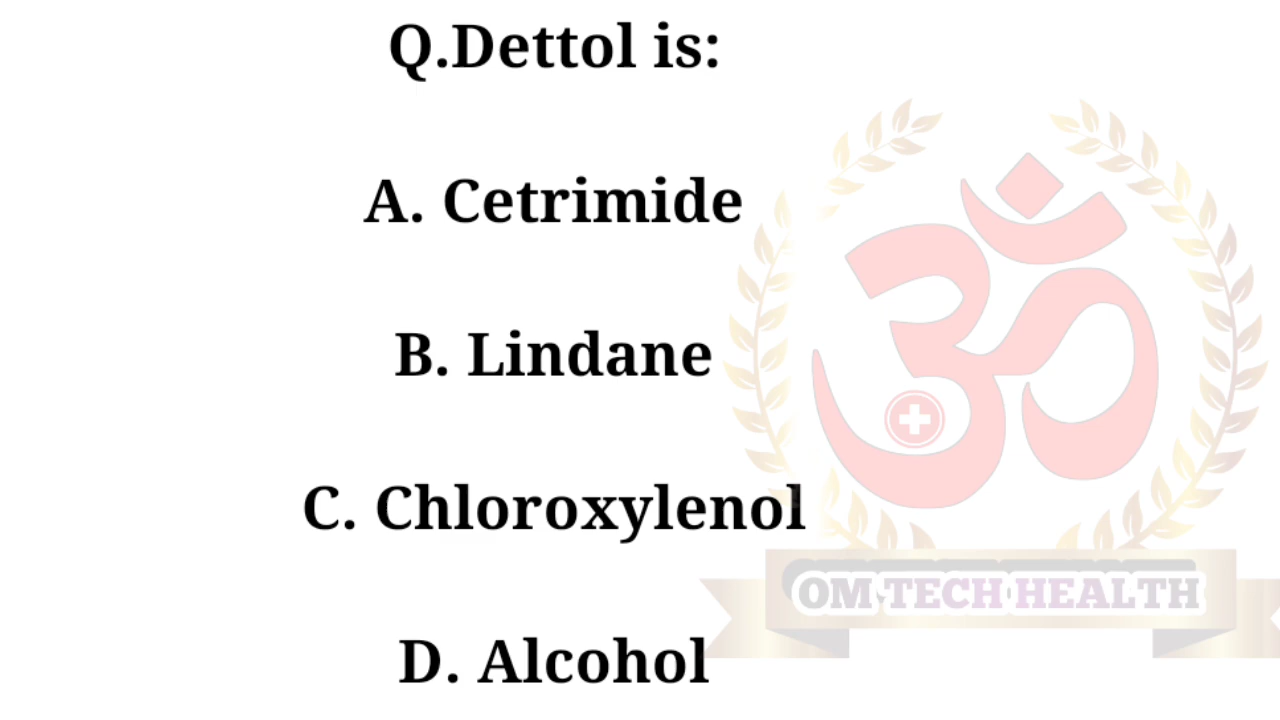 Q.Dettol is:
A. Cetrimide
B. Lindane
C. Chloroxylenol
D. Alcohol
OM TECH HEALTH